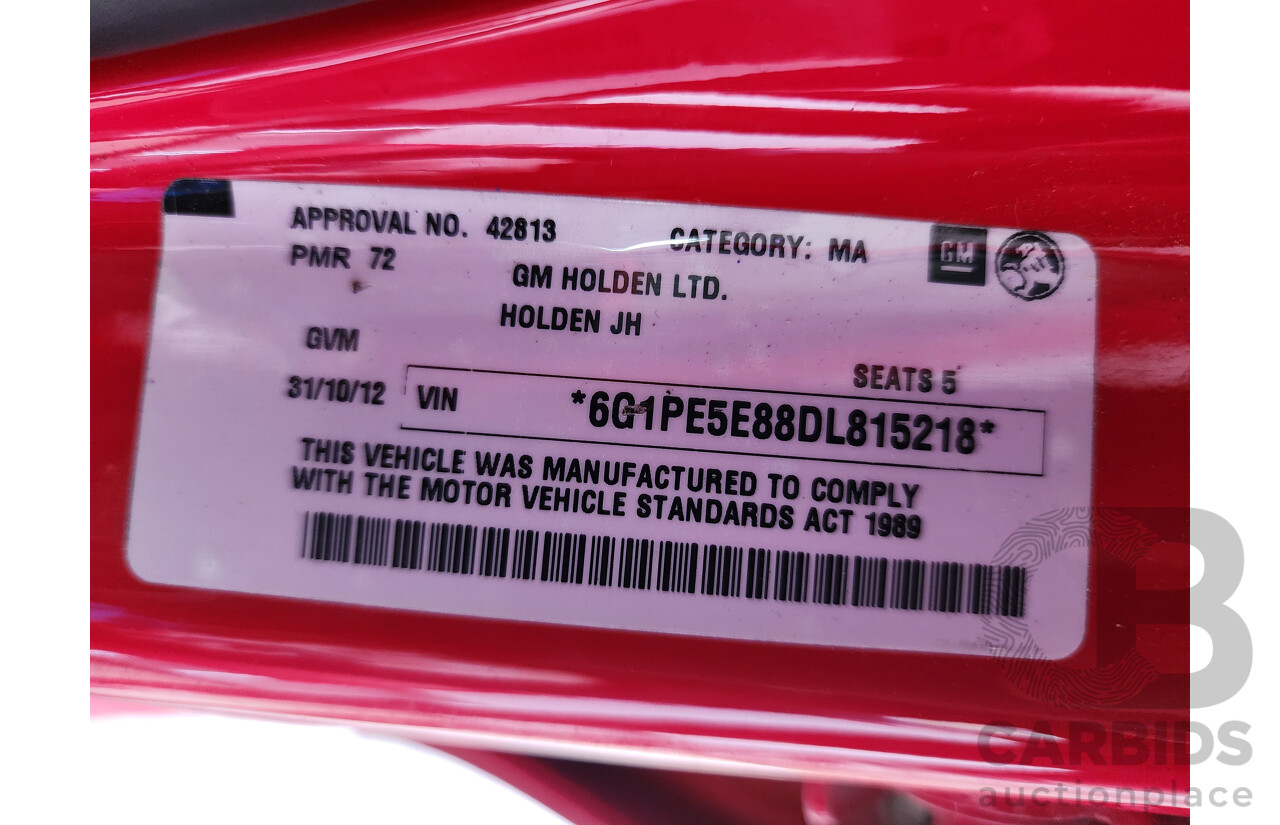 APPROVAL NO. 42813 CATEGORY: MA
GM
PMR 72
GM HOLDEN LTD.
HOLDEN JH
GVM
SEATS 5
31/10/12 VIN *6G1PE5E88DL815218*
THIS VEHICLE WAS MANUFACTURED TO COMPLY
WITH THE MOTOR VEHICLE STANDARDS ACT 1989
CB
CARBIDS
auctionplace